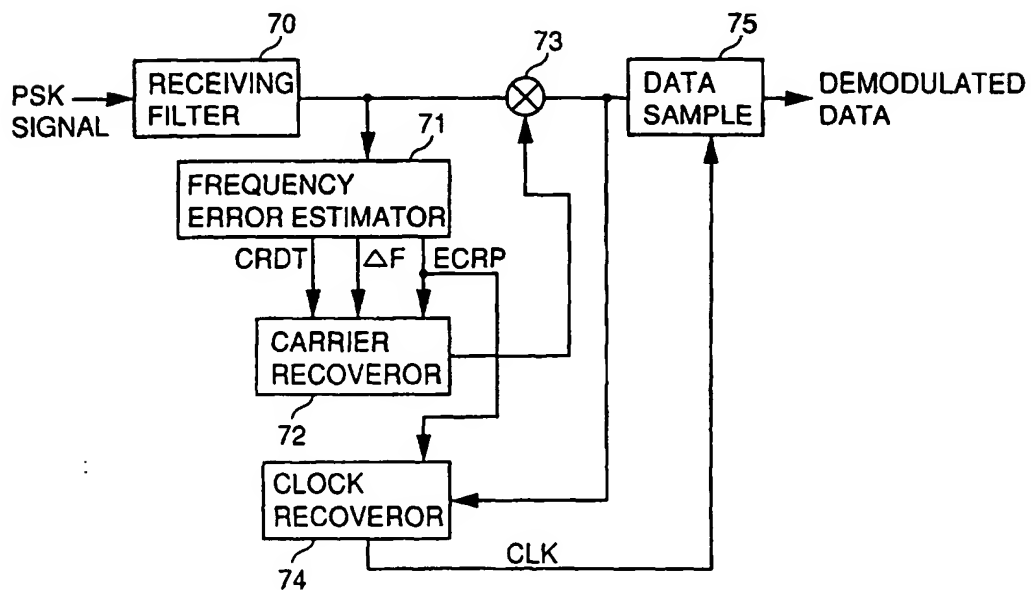 70
RECEIVING
FILTER
PSK
SIGNAL
73
75
DATA
SAMPLE
DEMODULATED
DATA
71
FREQUENCY
ERROR ESTIMATOR
CRDT
△F
ECRP
CARRIER
RECOVEROR
72
CLOCK
RECOVEROR
74
CLK